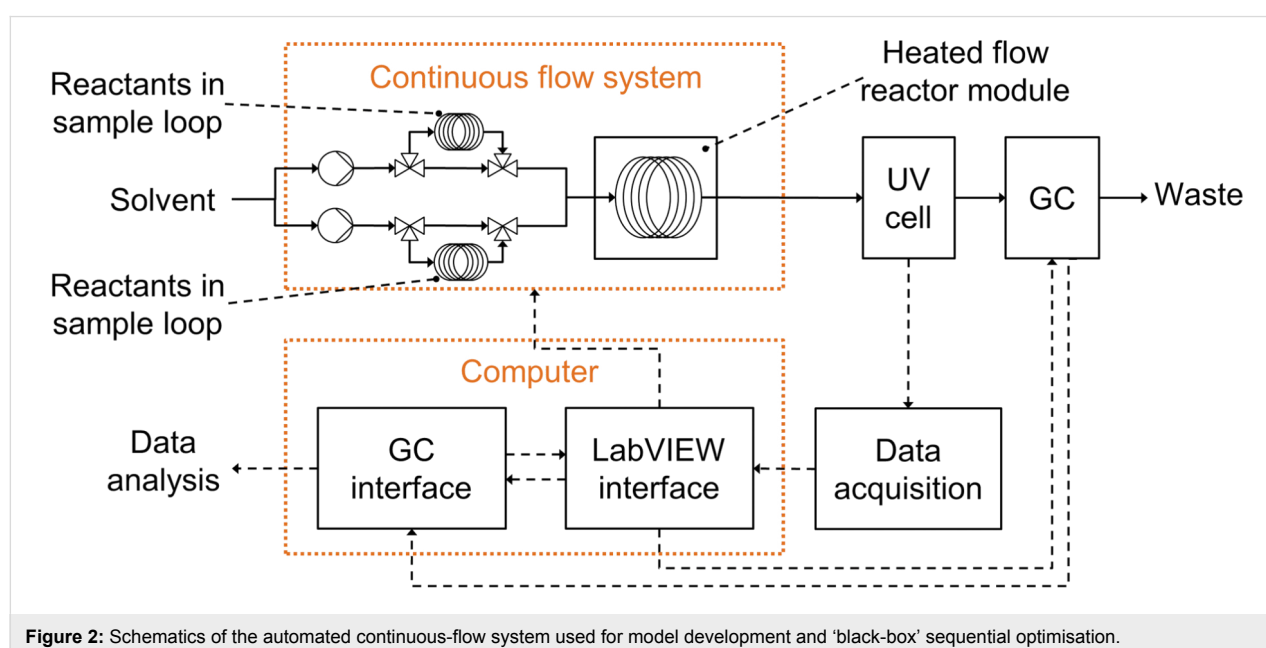 Continuous flow system
Reactants in
sample loop
Heated flow
reactor module
Solvent
UV
cell
GC
Waste
Reactants in
sample loop
Computer
Data
analysis
GC
interface
LabVIEW
interface
Data
acquisition
Figure 2: Schematics of the automated continuous-flow system used for model development and ‘black-box’ sequential optimisation.